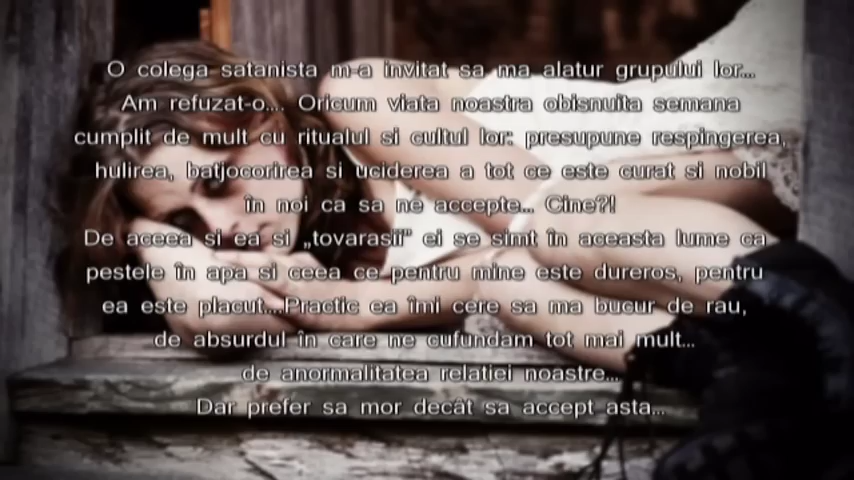 O colega satanista m-a invitat sa ma alatur grupului lor...
Am refuzat-o.... Oricum viata noastra obisnuita semana
cumplit de mult cu ritualul si cultul lor: presupune respingerea,
hulirea, batjocorirea si uciderea a tot ce este curat si nobil
în noi ca sa ne accepte... Cine?!
De aceea si ea si „tovarasii” ei se simt în aceasta lume ca
pestele în apa si ceea ce pentru mine este dureros, pentru
ea este placut....Practic ea îmi cere sa ma bucur de rau,
de absurdul în care ne cufundam tot mai mult...
de anormalitatea relatiei noastre...
Dar prefer sa mor decât sa accept asta...